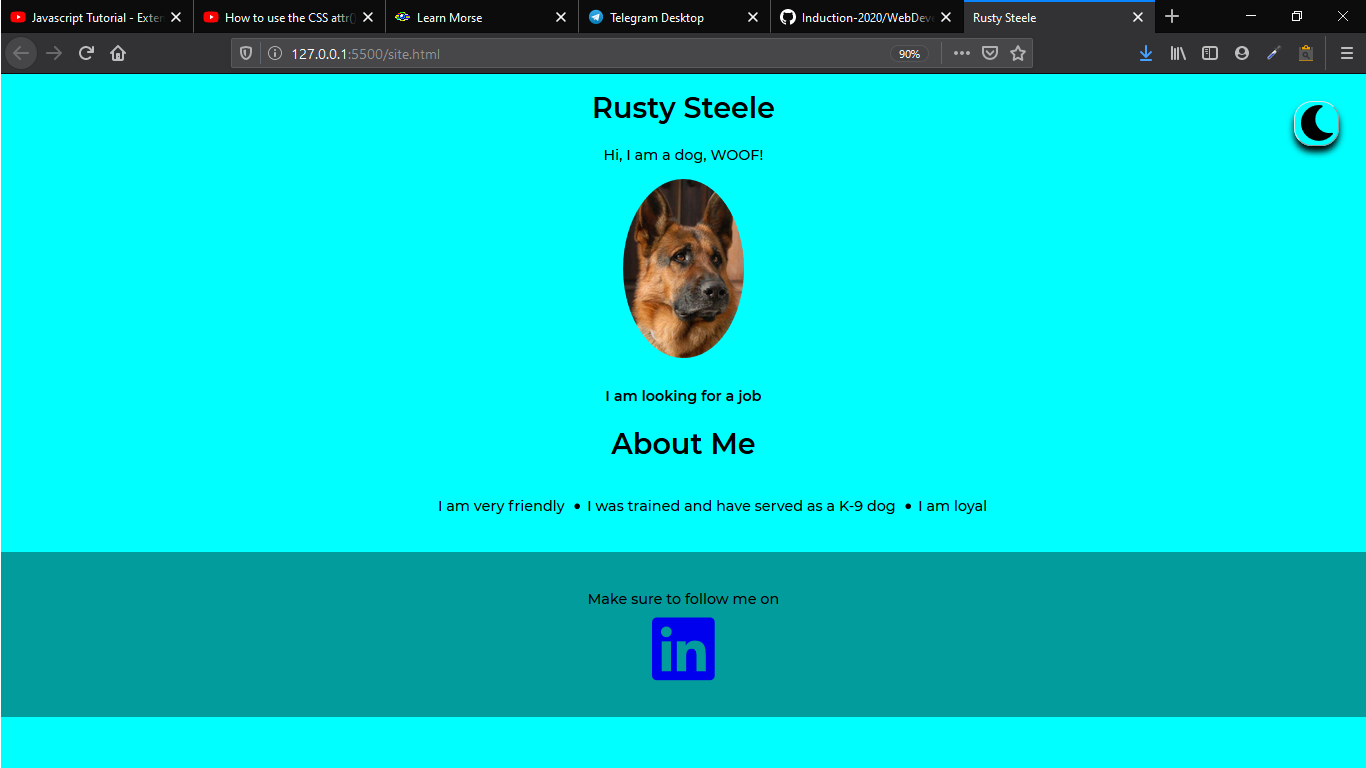 Javascript Tutorial - Exter
How to use the CSS attr()
Learn Morse
Telegram Desktop
Induction-2020/WebDeve
Rusty Steele
127.0.0.1:5500/site.html
90%
Rusty Steele
Hi, I am a dog, WOOF!
I am looking for a job
About Me
I am very friendly • I was trained and have served as a K-9 dog • I am loyal
Make sure to follow me on
in